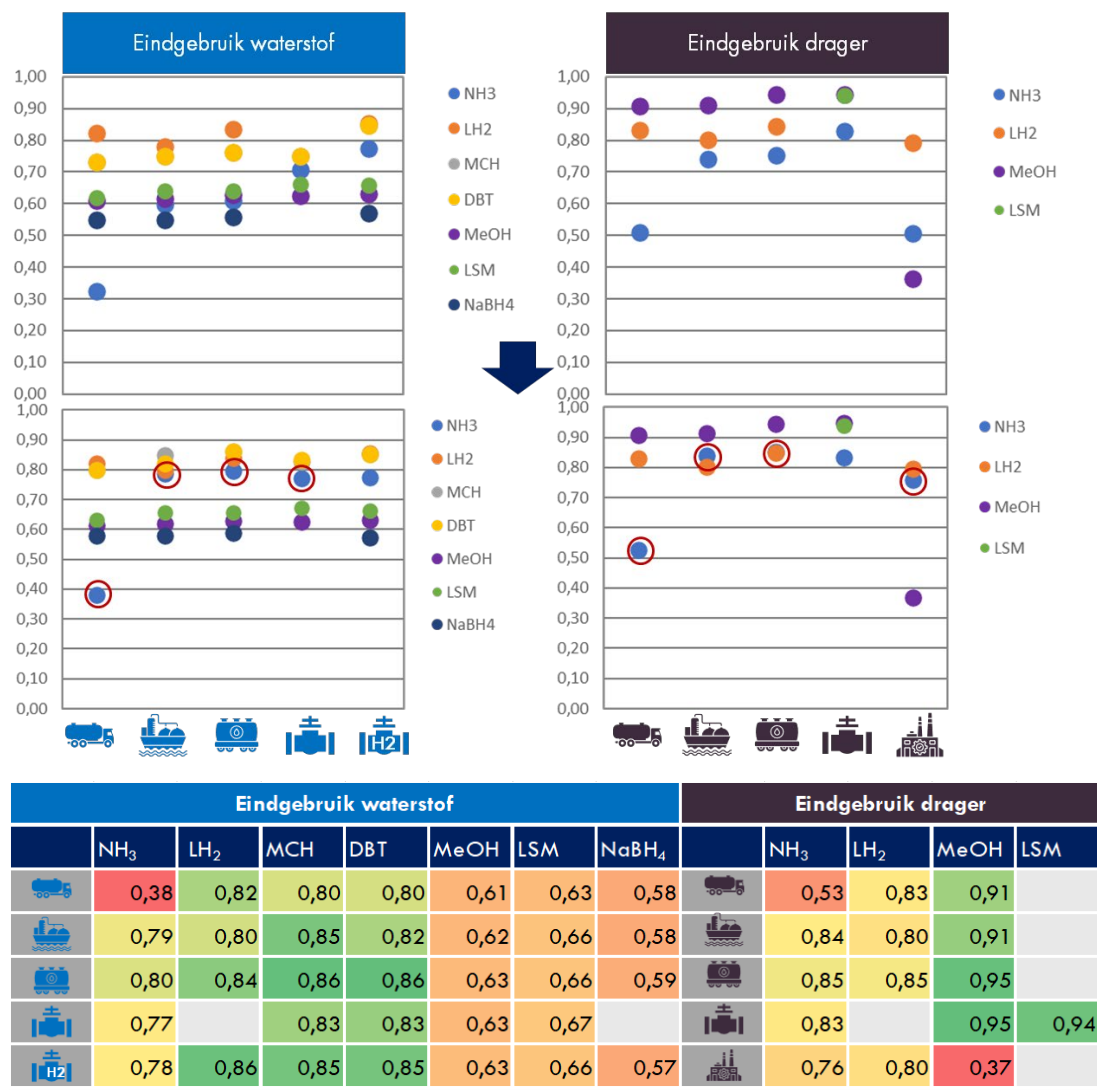 Eindgebruik waterstof
1,00
0,90
0,80
0,70
0,60
0,50
0,40
0,30
0,20
0,10
0,00
NH3
LH2
MCH
DBT
MeOH
LSM
NaBH4
Eindgebruik drager
1,00
0,90
0,80
0,70
0,60
0,50
0,40
0,30
0,20
0,10
0,00
NH3
LH2
MeOH
LSM
1,00
0,90
0,80
0,70
0,60
0,50
0,40
0,30
0,20
0,10
0,00
NH3
LH2
MCH
DBT
MeOH
LSM
NaBH4
H2
1,00
0,90
0,80
0,70
0,60
0,50
0,40
0,30
0,20
0,10
0,00
NH3
LH2
MeOH
LSM
Eindgebruik waterstof Eindgebruik drager
NH₃ LH₂ MCH DBT MeOH LSM NaBH₄ NH₃ LH₂ MeOH LSM
0,38 0,82 0,80 0,80 0,61 0,63 0,58 0,53 0,83 0,91
0,79 0,80 0,85 0,82 0,62 0,66 0,58 0,84 0,80 0,91
0,80 0,84 0,86 0,86 0,63 0,66 0,59 0,85 0,85 0,95
0,77 0,83 0,83 0,63 0,67 0,83 0,95 0,94
H2 0,78 0,86 0,85 0,85 0,63 0,66 0,57 0,76 0,80 0,37